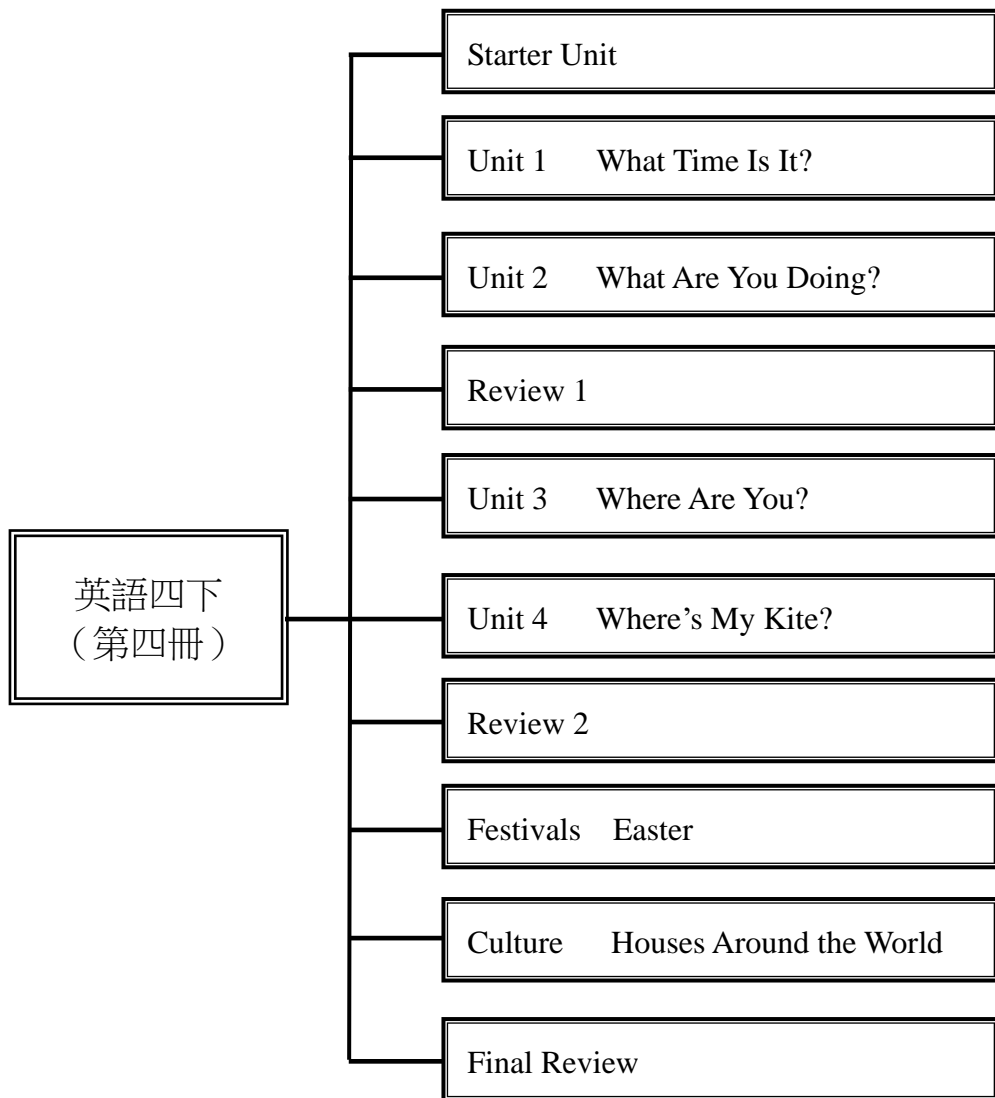 Starter Unit
Unit 1 What Time Is It?
Unit 2 What Are You Doing?
Review 1
Unit 3 Where Are You?
英語四下
（第四冊）
Unit 4 Where’s My Kite?
Review 2
Festivals Easter
Culture Houses Around the World
Final Review